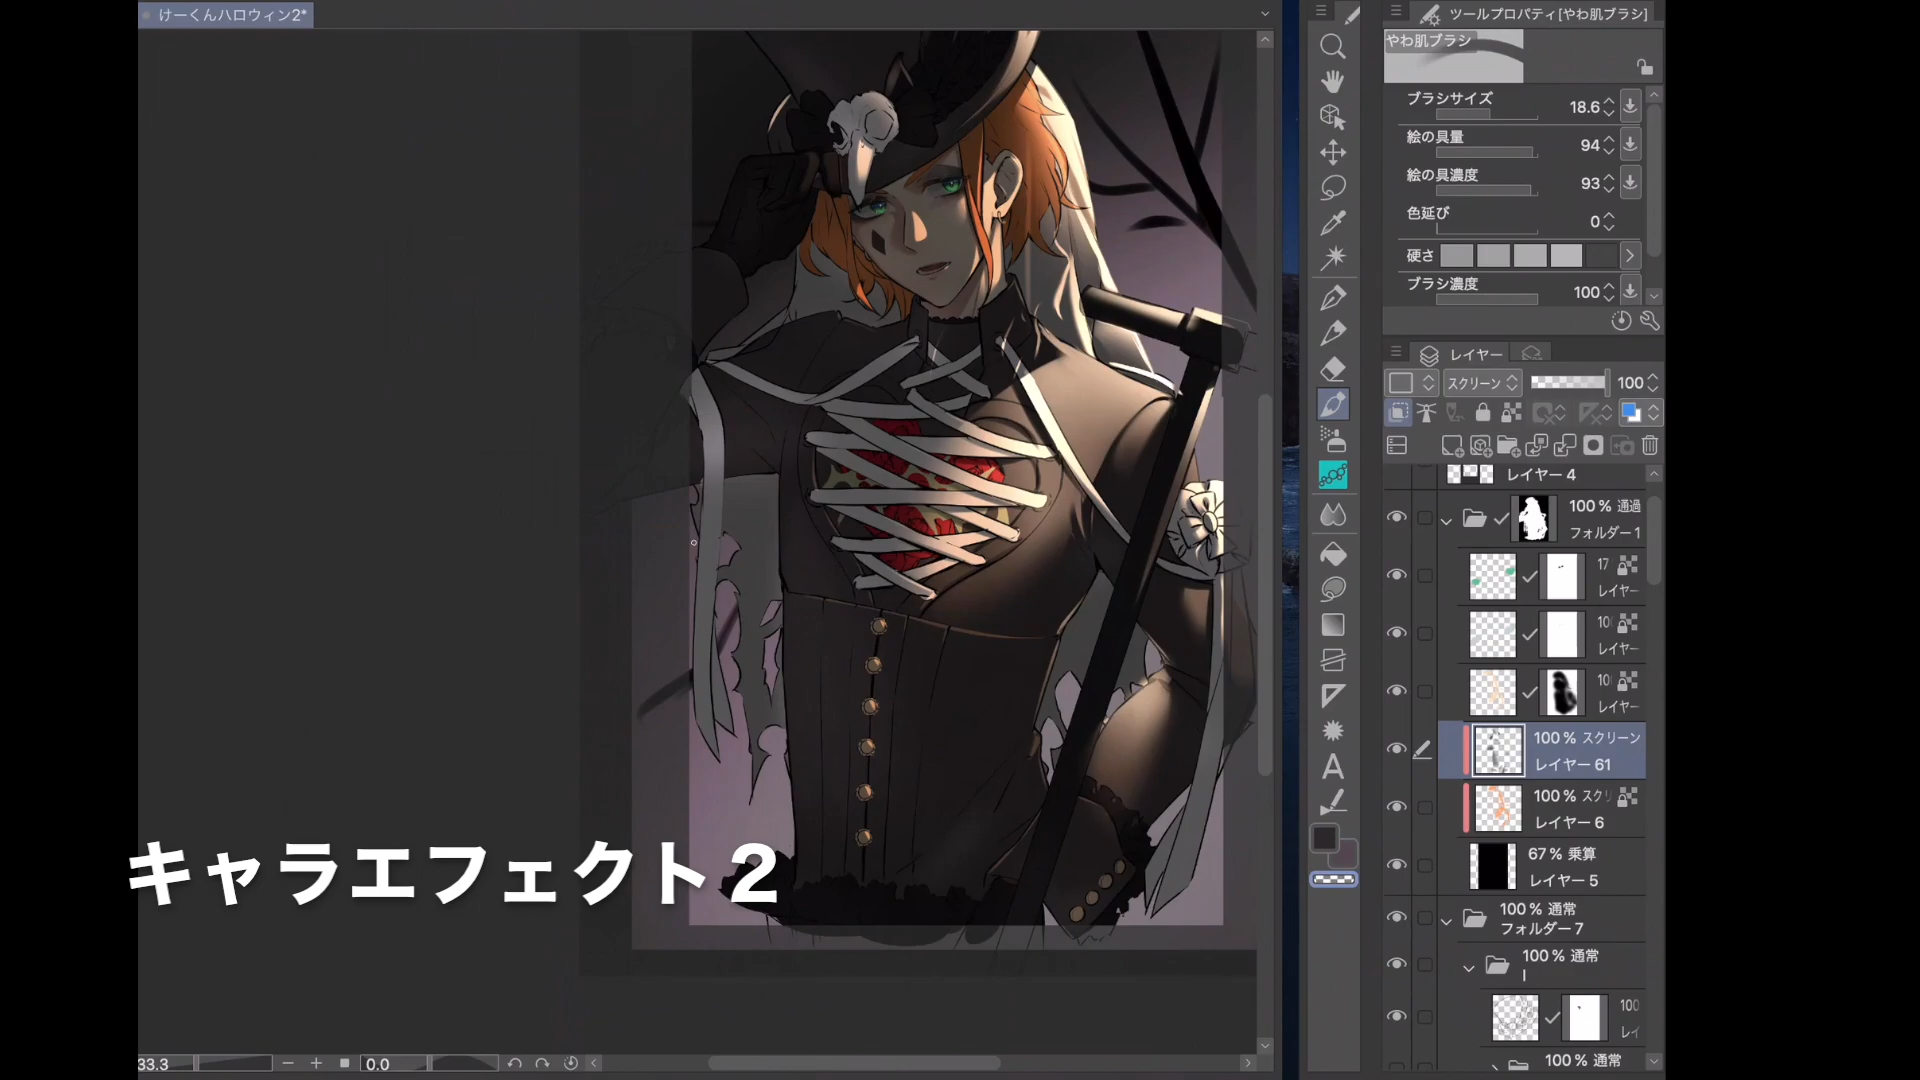 けーくんハロウィン2*
ツールプロパティ[やわ肌ブラシ]
やわ肌ブラシ
ブラシサイズ 18.6
絵の具量 94
絵の具濃度 93
色延び 0
硬さ
ブラシ濃度 100
レイヤー
スクリーン 100
レイヤー 4
100 % 通過
フォルダー 1
17
レイヤー
10
レイヤー
10
レイヤー
100 % スクリーン
レイヤー 61
100 % スクリ
レイヤー 6
67 % 乗算
レイヤー 5
100 % 通常
フォルダー 7
100 % 通常
100
レイ
100 % 通常
キャラエフェクト２
33.3
0.0